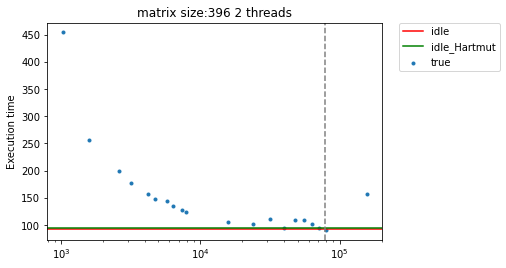 matrix size:396 2 threads
idle
idle_Hartmut
true
Execution time
450
400
350
300
250
200
150
100
10³
10⁴
10⁵